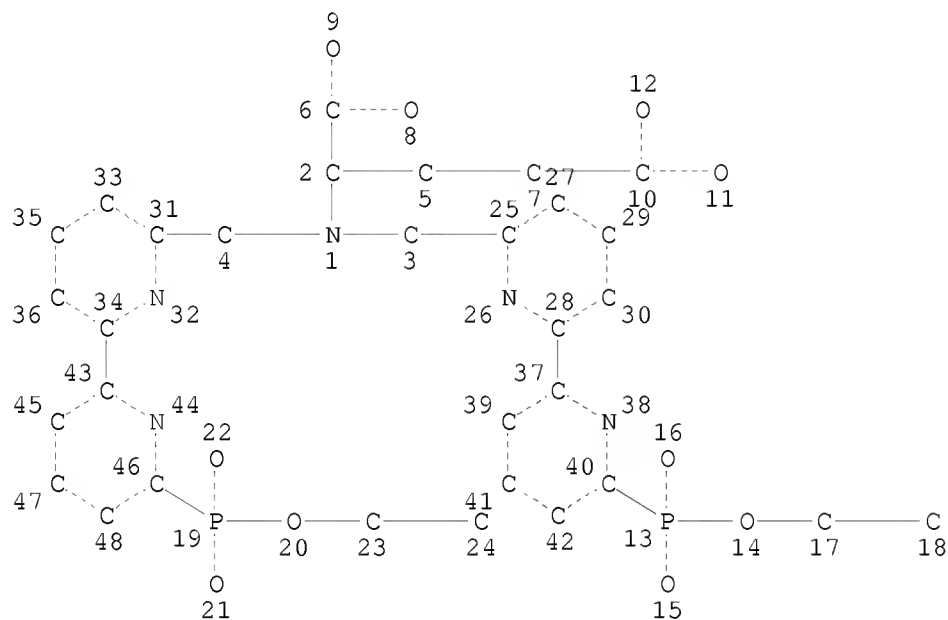 9
O
12
6 C O O
8
33 2 C C C 27 C O
C 31 5 7 C 10 11
35 C C C N C 25 C C 29
4 1 3
36 C 34 N 32 26 N 28 C 30
C C
43 C 37 C
45 C N 44 39 C N 38
22 16
O O
46 40
C C C C
47 C 41 C
48 19 P O C C 42 13 P O C C
20 23 24 14 17 18
O O
21 15